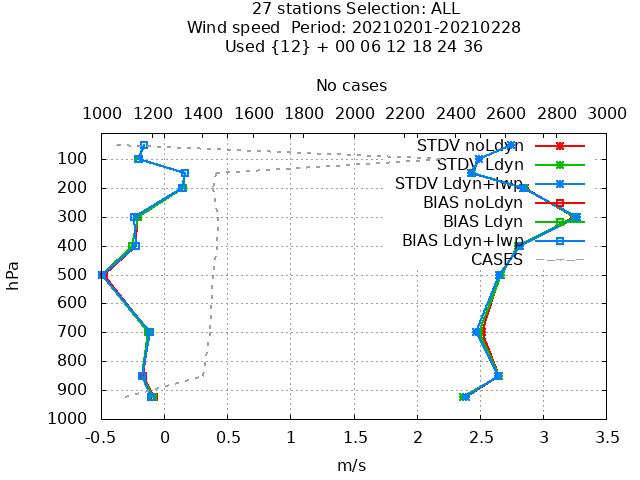 27 stations Selection: ALL
Wind speed  Period: 20210201-20210228
Used {12} + 00 06 12 18 24 36
No cases
1000 1200 1400 1600 1800 2000 2200 2400 2600 2800 3000
STDV noLdyn
100
STDV Ldyn
STDV Ldyn+lwp
200
BIAS noLdyn
300
BIAS Ldyn
400
BIAS Ldyn+lwp
CASES
hPa
500
600
700
800
900
1000
-0.5 0 0.5 1 1.5 2 2.5 3 3.5
m/s